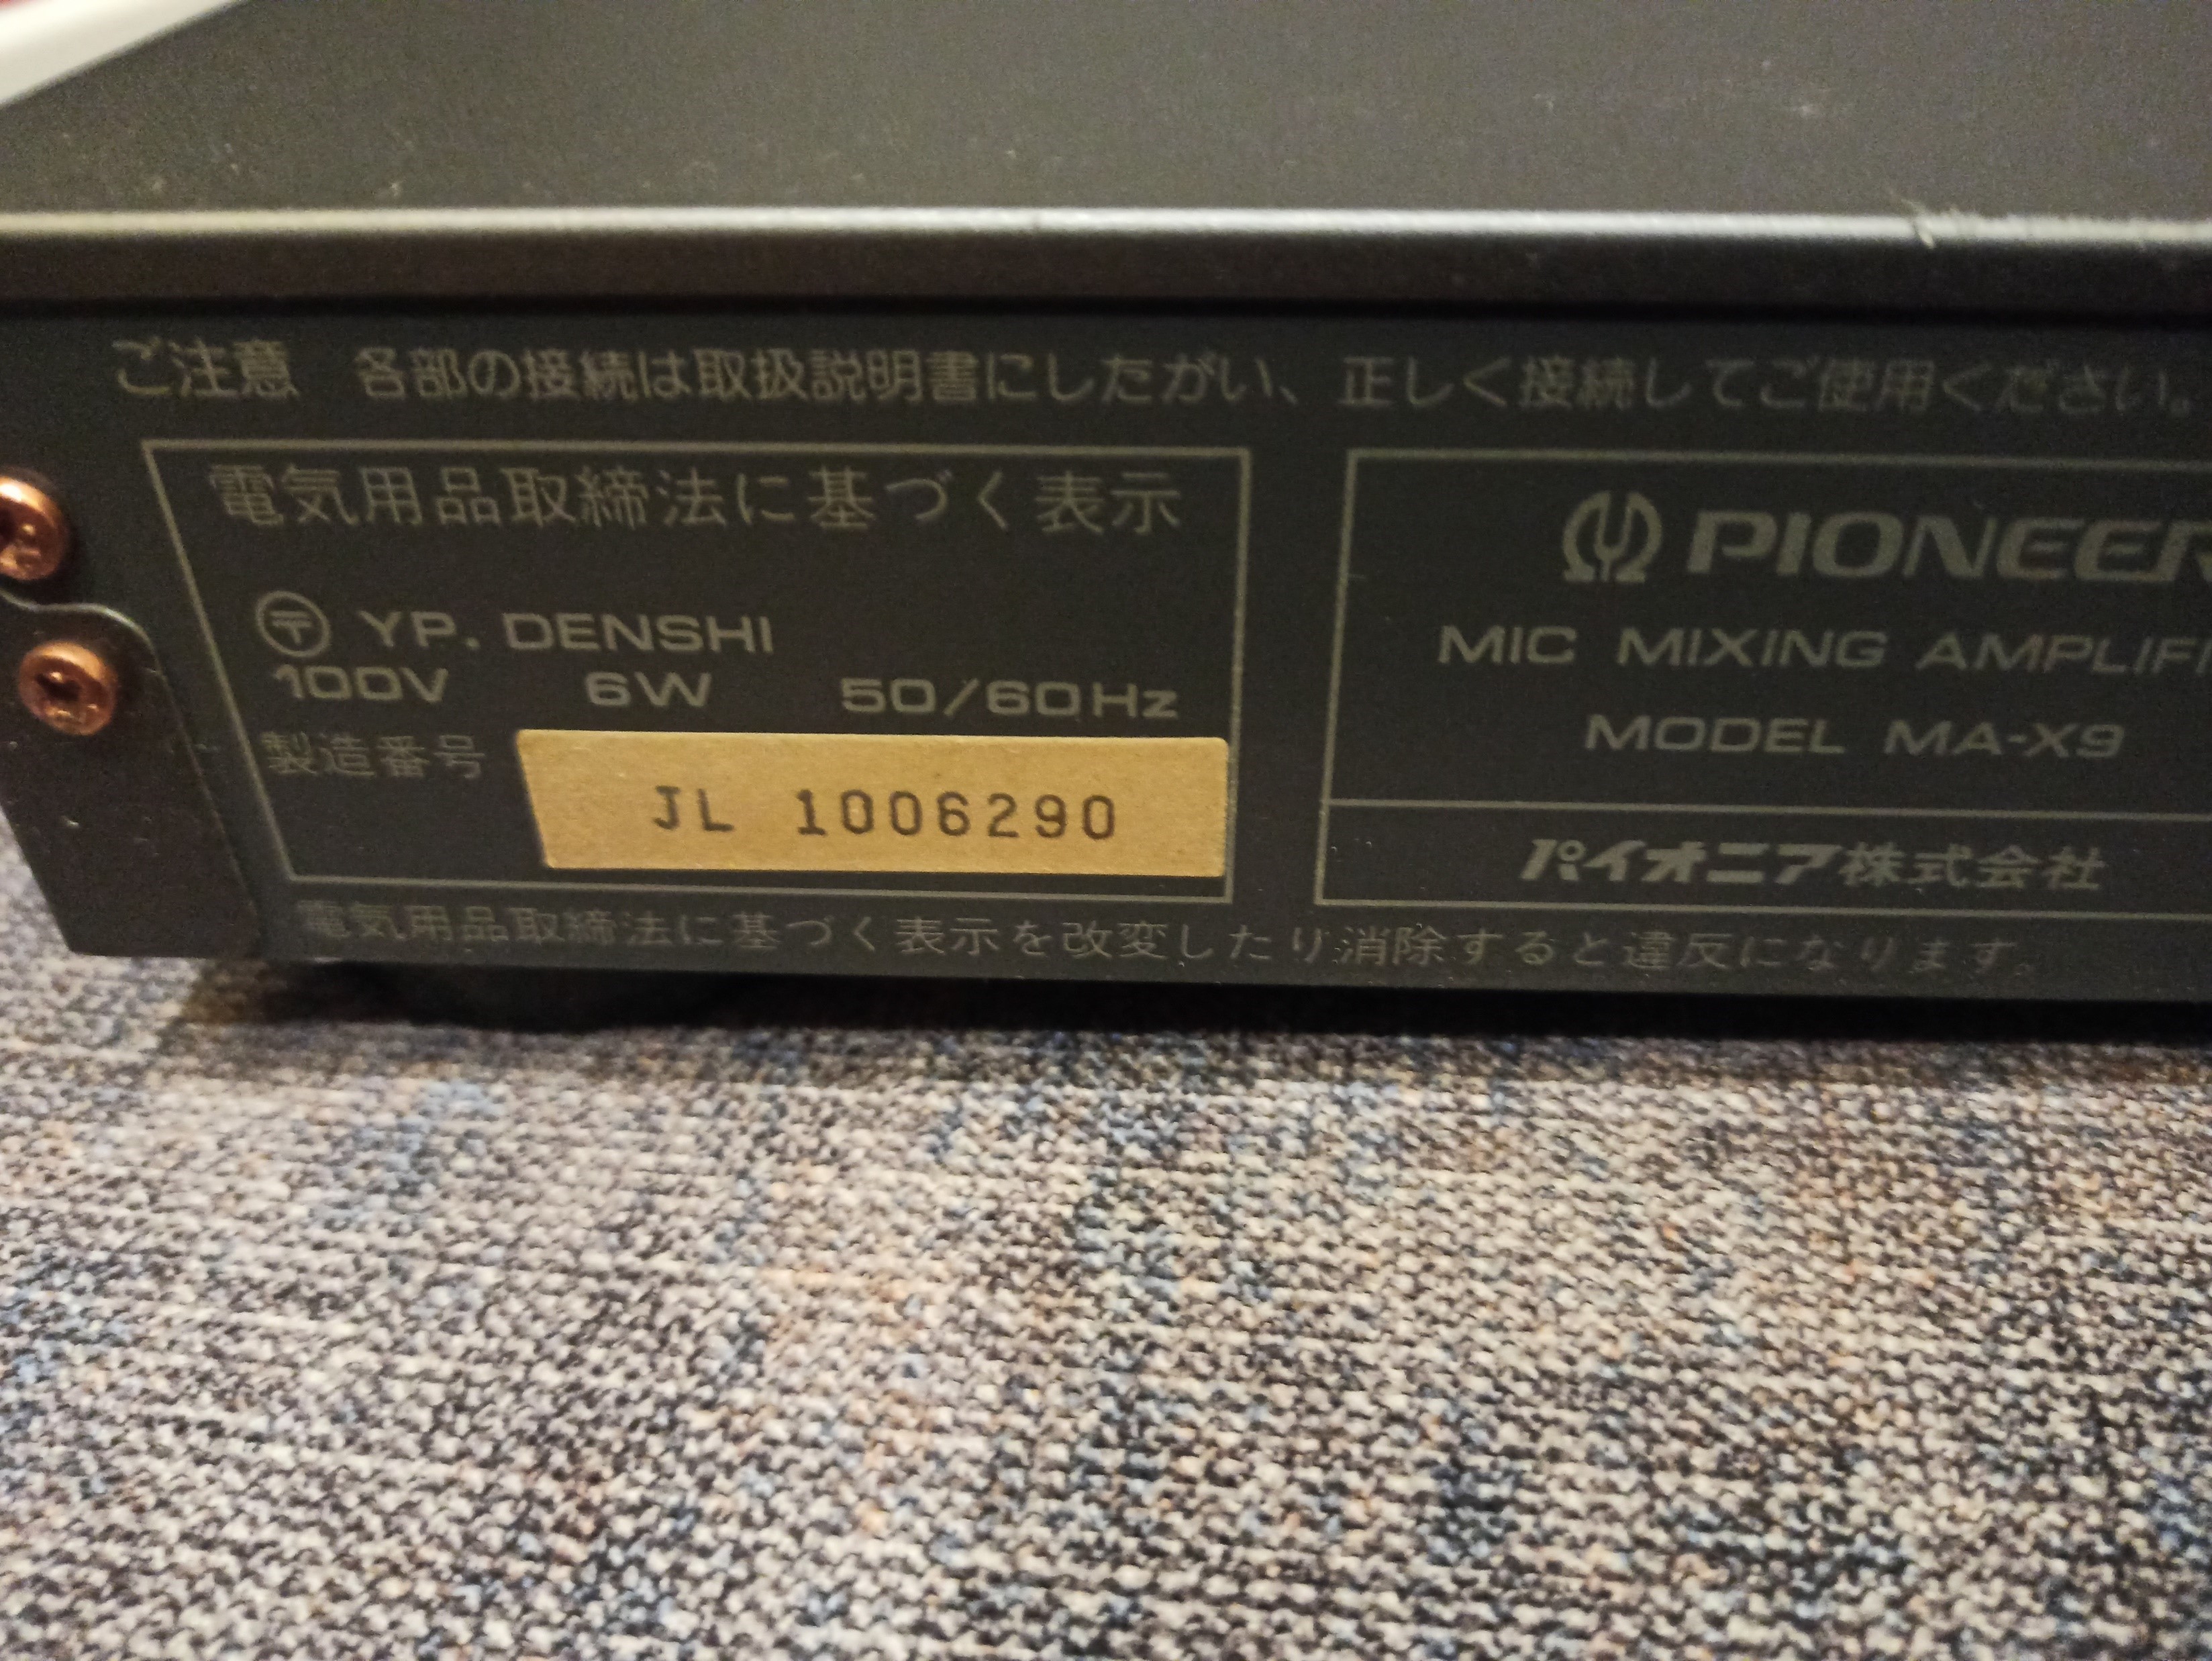 ご注意 各部の接続は取扱説明書にしたがい、正しく接続してご使用ください。
電気用品取締法に基づく表示
〒 YP. DENSHI
100V 6W 50/60Hz
製造番号
JL 1006290
PIONEER
MIC MIXING AMPLIFI
MODEL MA-X9
パイオニア株式会社
電気用品取締法に基づく表示を改変したり消除すると違反になります。